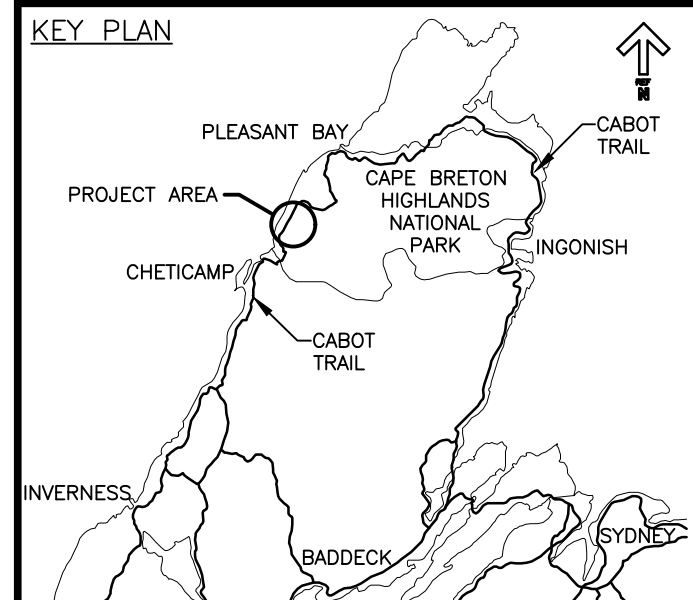 KEY PLAN
REF
N
PLEASANT BAY
CABOT
TRAIL
PROJECT AREA
CAPE BRETON
HIGHLANDS
NATIONAL
PARK
INGONISH
CHETICAMP
CABOT
TRAIL
INVERNESS
SYDNEY
BADDECK